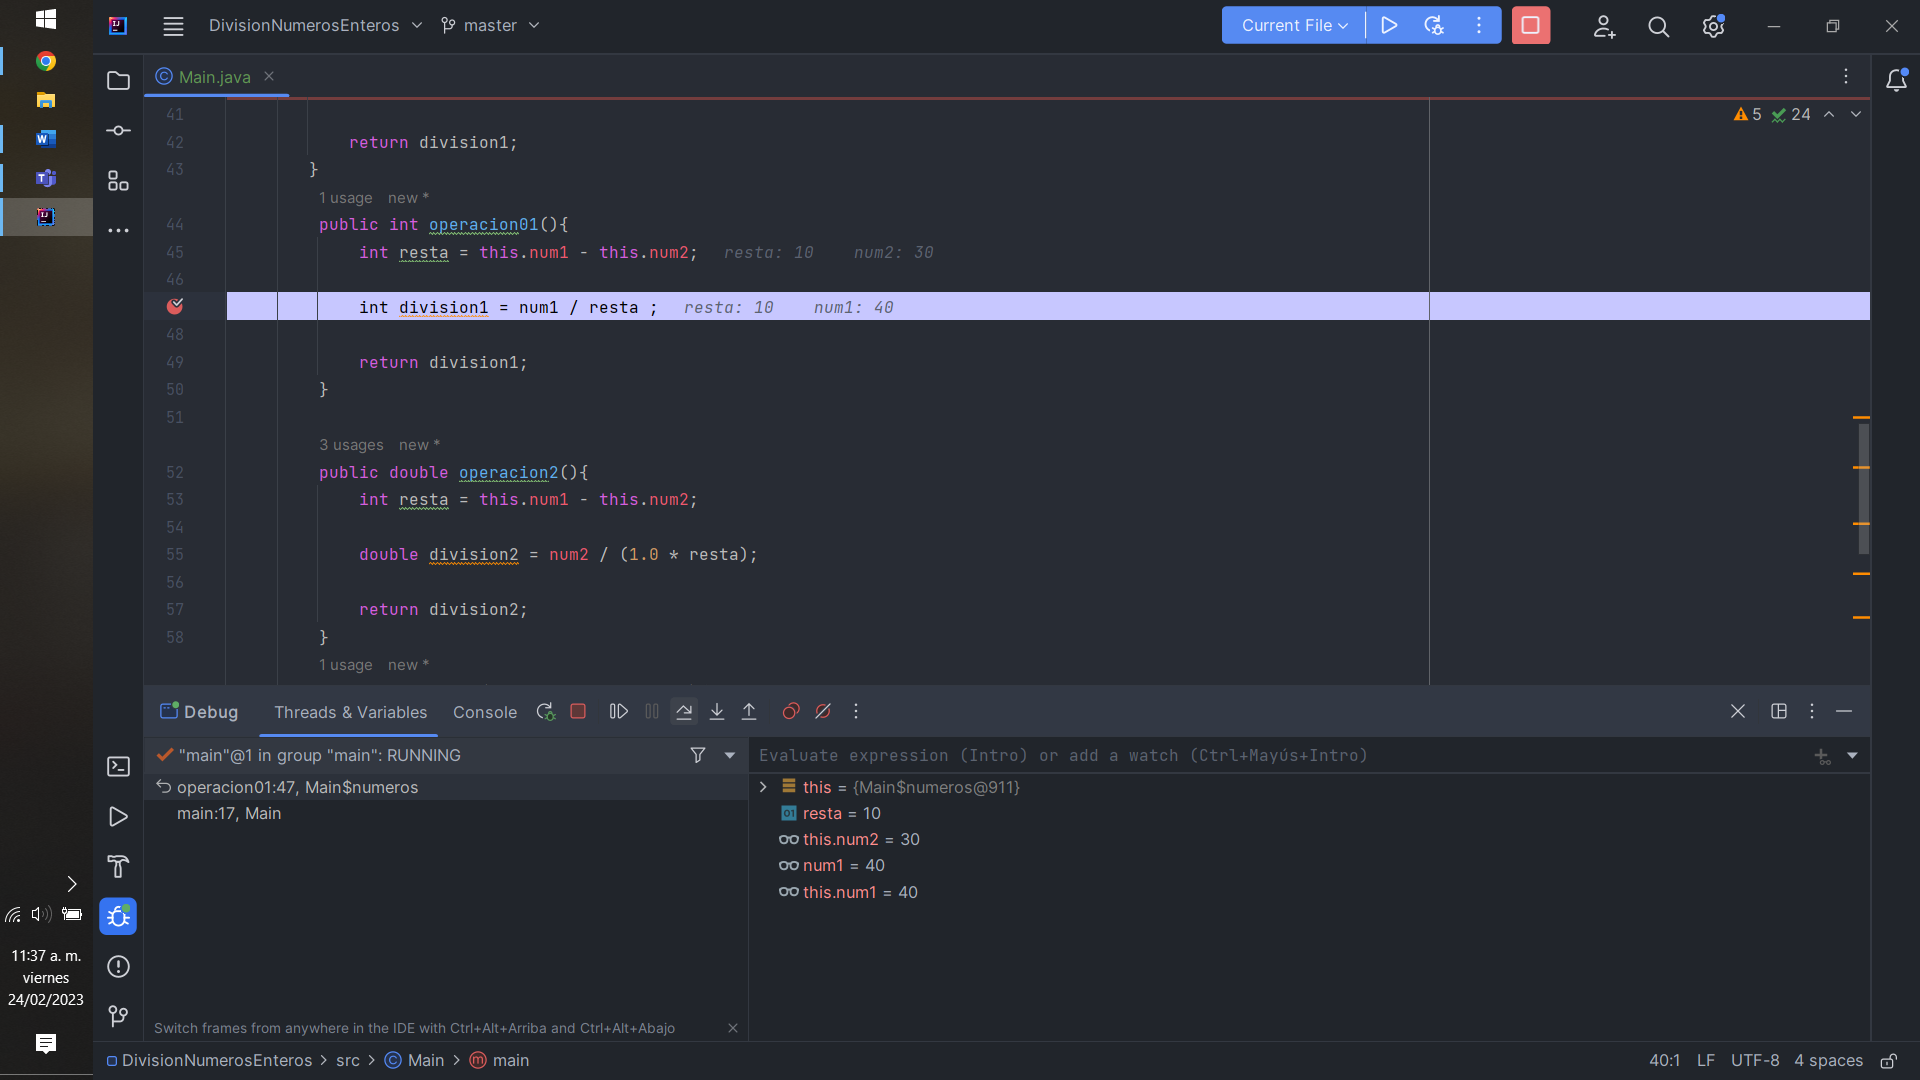 DivisionNumerosEnteros
master
Current File
Main.java
5 24
41
42 return division1;
43 }
1 usage new *
44 public int operacion01(){
45 int resta = this.num1 - this.num2; resta: 10 num2: 30
46
int division1 = num1 / resta ; resta: 10 num1: 40
48
49 return division1;
50 }
51
3 usages new *
52 public double operacion2(){
53 int resta = this.num1 - this.num2;
54
55 double division2 = num2 / (1.0 * resta);
56
57 return division2;
58 }
1 usage new *
Debug Threads & Variables Console
"main"@1 in group "main": RUNNING
Evaluate expression (Intro) or add a watch (Ctrl+Mayús+Intro)
operacion01:47, Main$numeros
main:17, Main
this = {Main$numeros@911}
resta = 10
this.num2 = 30
num1 = 40
this.num1 = 40
Switch frames from anywhere in the IDE with Ctrl+Alt+Arriba and Ctrl+Alt+Abajo
11:37 a. m.
viernes
24/02/2023
DivisionNumerosEnteros > src > Main > main
40:1 LF UTF-8 4 spaces